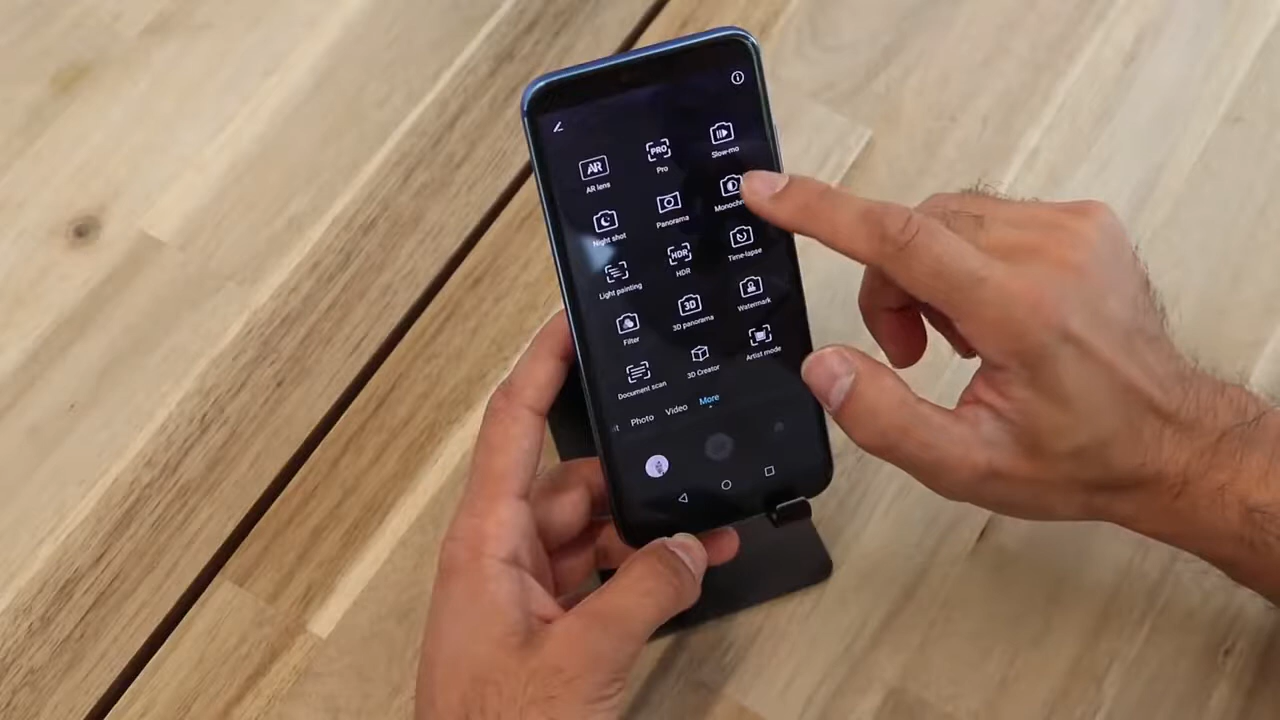 AR PRO
AR lens Pro Slow-mo
Night shot Panorama Monochr
HDR
Light painting HDR Time-lapse
3D
Filter 3D panorama Watermark
Document scan 3D Creator Artist mode
Photo Video More